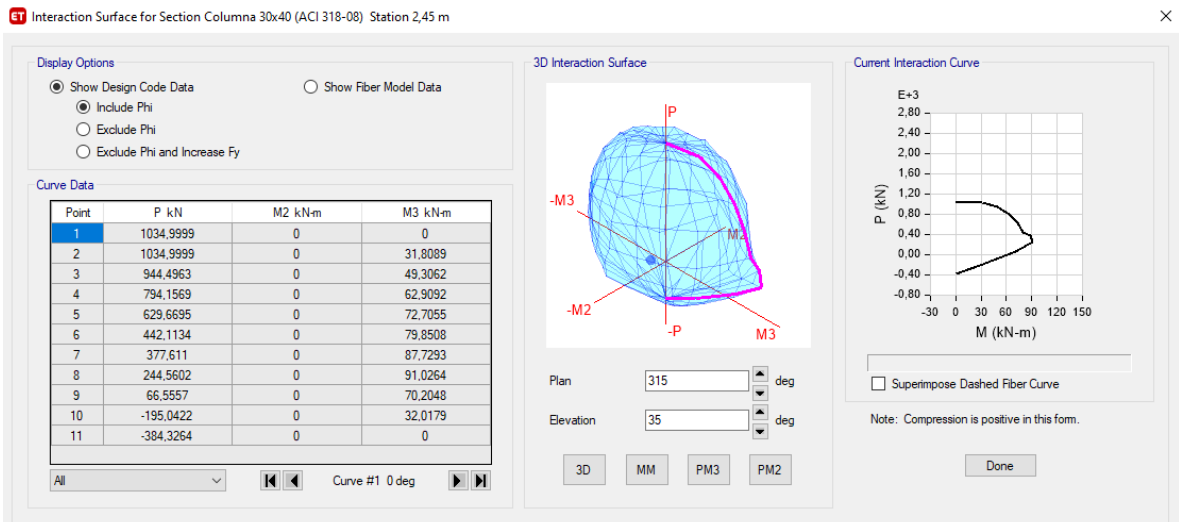 ET Interaction Surface for Section Columna 30x40 (ACI 318-08) Station 2,45 m
Display Options
Show Design Code Data
Show Fiber Model Data
Include Phi
Exclude Phi
Exclude Phi and Increase Fy
Curve Data
Point P kN M2 kN-m M3 kN-m
1 1034,9999 0 0
2 1034,9999 0 31,8089
3 944,4963 0 49,3062
4 794,1569 0 62,9092
5 629,6695 0 72,7055
6 442,1134 0 79,8508
7 377,611 0 87,7293
8 244,5602 0 91,0264
9 66,5557 0 70,2048
10 -195,0422 0 32,0179
11 -384,3264 0 0
All
Curve #1 0 deg
3D Interaction Surface
P
-M3
M2
-M2
-P
M3
Plan 315 deg
Elevation 35 deg
3D MM PM3 PM2
Current Interaction Curve
E+3
2,80
2,40
2,00
1,60
1,20
0,80
0,40
0,00
-0,40
-0,80
P (kN)
-30 0 30 60 90 120 150
M (kN-m)
Superimpose Dashed Fiber Curve
Note: Compression is positive in this form.
Done